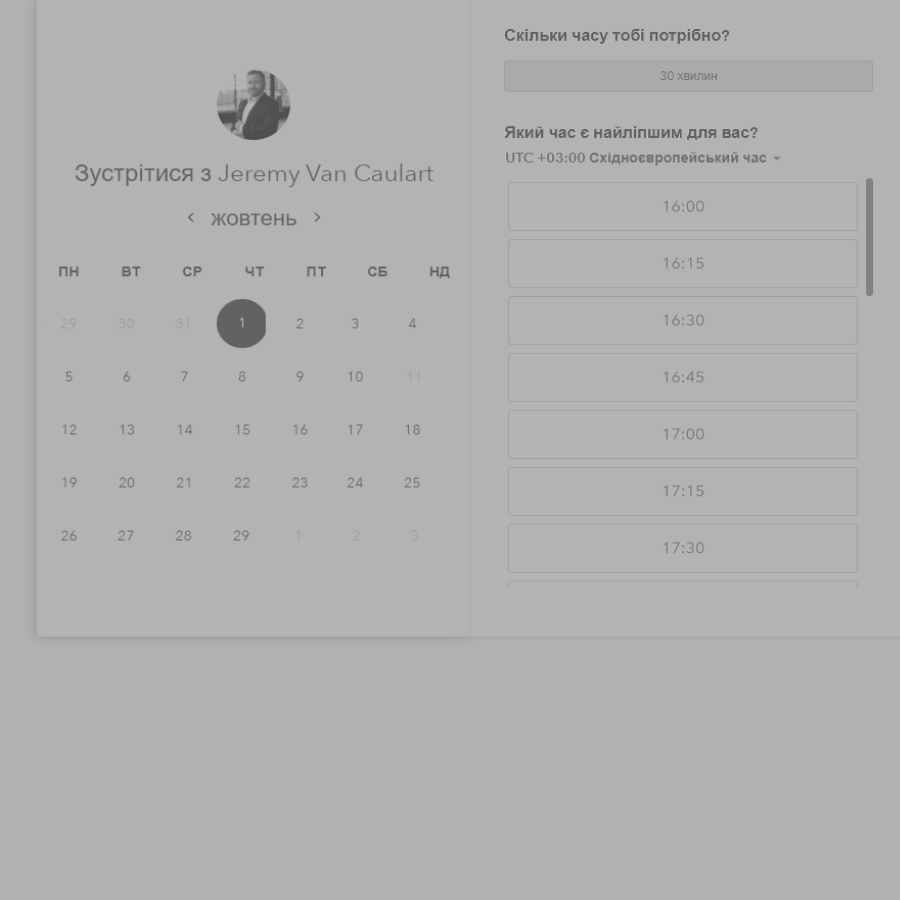 Зустрітися з Jeremy Van Caulart
жовтень
ПН ВТ СР ЧТ ПТ СБ НД
29 30 31 1 2 3 4
5 6 7 8 9 10 11
12 13 14 15 16 17 18
19 20 21 22 23 24 25
26 27 28 29 1 2 3
Скільки часу тобі потрібно?
30 хвилин
Який час є найліпшим для вас?
UTC +03:00 Східноєвропейський час
16:00
16:15
16:30
16:45
17:00
17:15
17:30